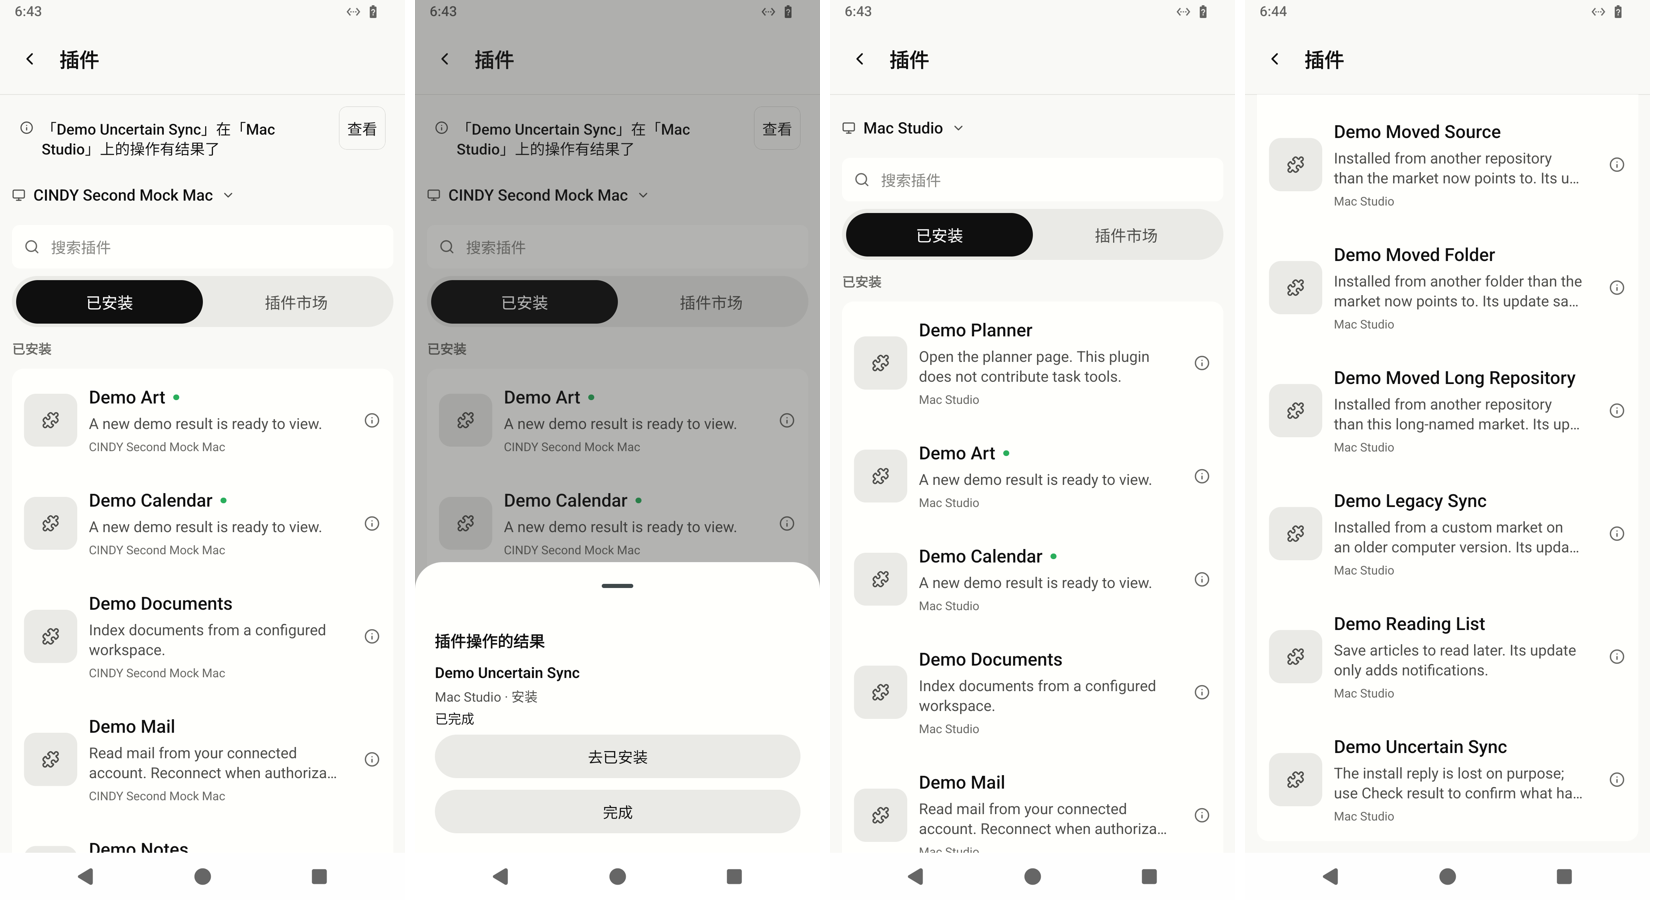 6:43
插件
「Demo Uncertain Sync」在「Mac
Studio」上的操作有结果了
查看
CINDY Second Mock Mac
搜索插件
已安装
插件市场
已安装
Demo Art
A new demo result is ready to view.
CINDY Second Mock Mac
Demo Calendar
A new demo result is ready to view.
CINDY Second Mock Mac
Demo Documents
Index documents from a configured
workspace.
CINDY Second Mock Mac
Demo Mail
Read mail from your connected
account. Reconnect when authoriza...
CINDY Second Mock Mac
Demo Notes
6:43
插件
「Demo Uncertain Sync」在「Mac
Studio」上的操作有结果了
查看
CINDY Second Mock Mac
搜索插件
已安装
插件市场
已安装
Demo Art
A new demo result is ready to view.
CINDY Second Mock Mac
Demo Calendar
A new demo result is ready to view.
CINDY Second Mock Mac
插件操作的结果
Demo Uncertain Sync
Mac Studio · 安装
已完成
去已安装
完成
6:43
插件
Mac Studio
搜索插件
已安装
插件市场
已安装
Demo Planner
Open the planner page. This plugin
does not contribute task tools.
Mac Studio
Demo Art
A new demo result is ready to view.
Mac Studio
Demo Calendar
A new demo result is ready to view.
Mac Studio
Demo Documents
Index documents from a configured
workspace.
Mac Studio
Demo Mail
Read mail from your connected
account. Reconnect when authoriza...
Mac Studio
6:44
插件
Demo Moved Source
Installed from another repository
than the market now points to. Its u...
Mac Studio
Demo Moved Folder
Installed from another folder than the
market now points to. Its update sa...
Mac Studio
Demo Moved Long Repository
Installed from another repository
than this long-named market. Its up...
Mac Studio
Demo Legacy Sync
Installed from a custom market on
an older computer version. Its upda...
Mac Studio
Demo Reading List
Save articles to read later. Its update
only adds notifications.
Mac Studio
Demo Uncertain Sync
The install reply is lost on purpose;
use Check result to confirm what ha...
Mac Studio